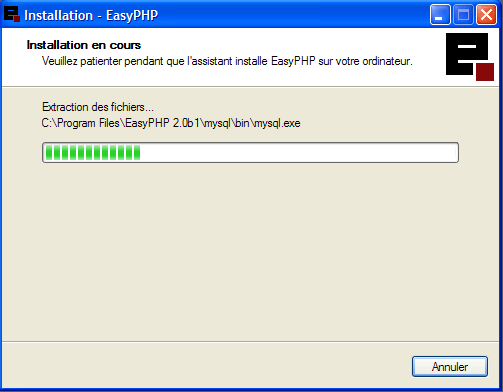 Installation - EasyPHP
Installation en cours
Veuillez patienter pendant que l'assistant installe EasyPHP sur votre ordinateur.
Extraction des fichiers...
C:\Program Files\EasyPHP 2.0b1\mysql\bin\mysql.exe
Annuler